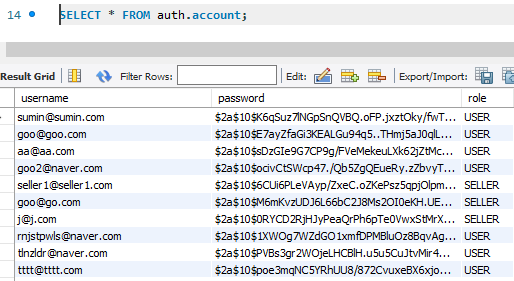 14 SELECT * FROM auth.account;
Result Grid Filter Rows: Edit: Export/Import:
username password role
sumin@sumin.com $2a$10$K6qSuz7lNGpSnQVBQ.oFP.jxztOky/fwT... USER
goo@goo.com $2a$10$E7ayZfaGi3KEALGu94q5..THmj5aJ0qlL... USER
aa@aa.com $2a$10$sDzGIe9G7CP9g/FVeMekeuLXk62jZtMc... USER
goo2@naver.com $2a$10$ocivCtSWcp47./Qb5ZgQEueRy.zZbvyT... USER
seller1@seller1.com $2a$10$6CUi6PLeVAyp/ZxeC.oZKePsz5qpjOlpm... SELLER
goo@go.com $2a$10$M6mKvzUDJ6L66bC2J8Ms2OI0eKH.UE... SELLER
j@j.com $2a$10$0RYCD2RjHJyPeaQrPh6pTe0VwxStMrX... SELLER
rnjstpwls@naver.com $2a$10$1XWOg7WZdGO1xmfDPMBluOz8BqvAg... USER
tlnzldr@naver.com $2a$10$PVBs3gr2WOjeLHCBlH.u5u5CuJtvMir4... USER
tttt@tttt.com $2a$10$poe3mqNC5YRhUU8/872CvuxeBX6xjo... USER